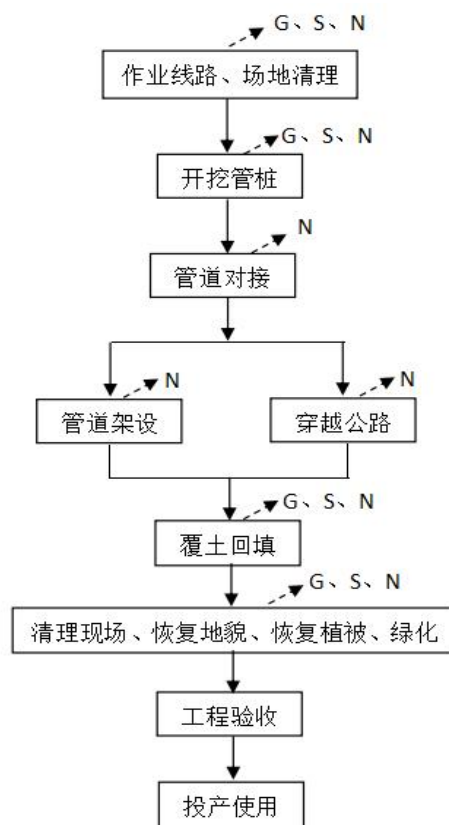 G、S、N
作业线路、场地清理
G、S、N
开挖管桩
N
管道对接
N
管道架设
N
穿越公路
G、S、N
覆土回填
G、S、N
清理现场、恢复地貌、恢复植被、绿化
工程验收
投产使用